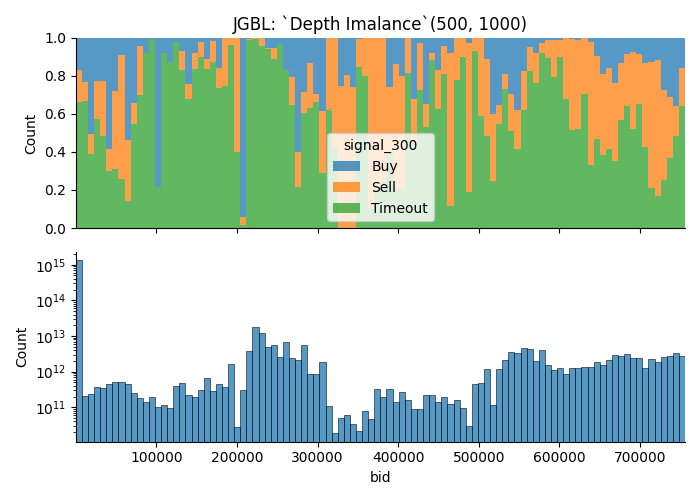 JGBL: `Depth Imalance`(500, 1000)
Count
1.0
0.8
0.6
0.4
0.2
0.0
signal_300
Buy
Sell
Timeout
Count
10^15
10^14
10^13
10^12
10^11
100000 200000 300000 400000 500000 600000 700000
bid